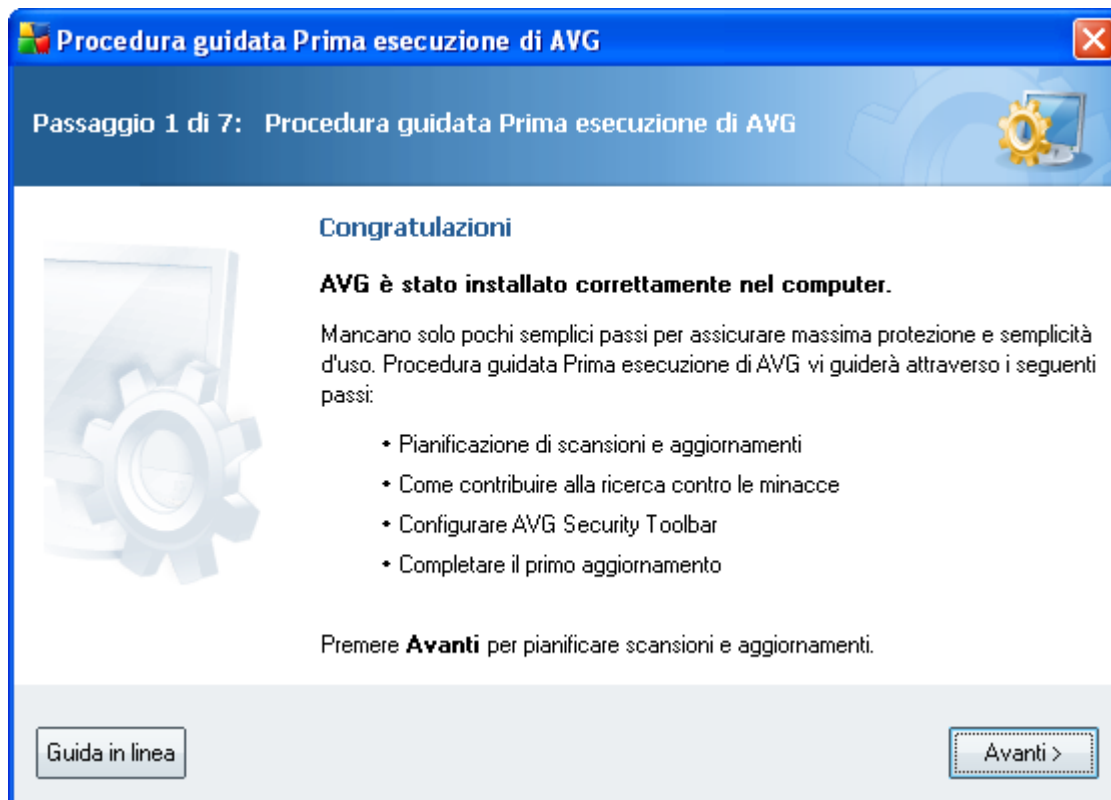 Procedura guidata Prima esecuzione di AVG
Passaggio 1 di 7: Procedura guidata Prima esecuzione di AVG
Congratulazioni
AVG è stato installato correttamente nel computer.
Mancano solo pochi semplici passi per assicurare massima protezione e semplicità
d'uso. Procedura guidata Prima esecuzione di AVG vi guiderà attraverso i seguenti
passi:
• Pianificazione di scansioni e aggiornamenti
• Come contribuire alla ricerca contro le minacce
• Configurare AVG Security Toolbar
• Completare il primo aggiornamento
Premere Avanti per pianificare scansioni e aggiornamenti.
Guida in linea
Avanti >